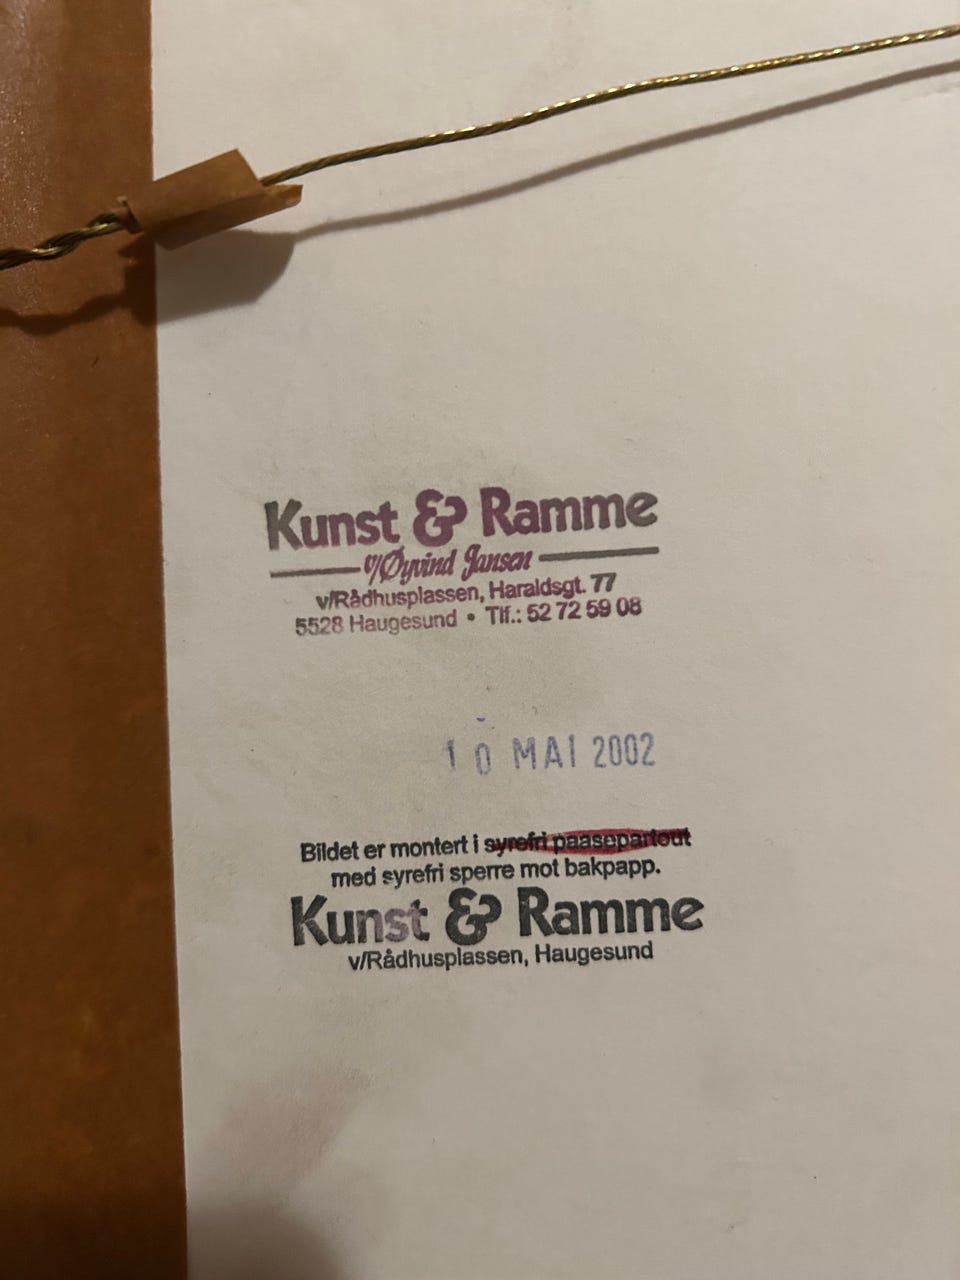 Kunst & Ramme
v/Øyvind Jansen
v/Rådhusplassen, Haraldsgt. 77
5528 Haugesund • Tlf.: 52 72 59 08
10 MAI 2002
Bildet er montert i syrefri paasepartout
med syrefri sperre mot bakpapp.
Kunst & Ramme
v/Rådhusplassen, Haugesund